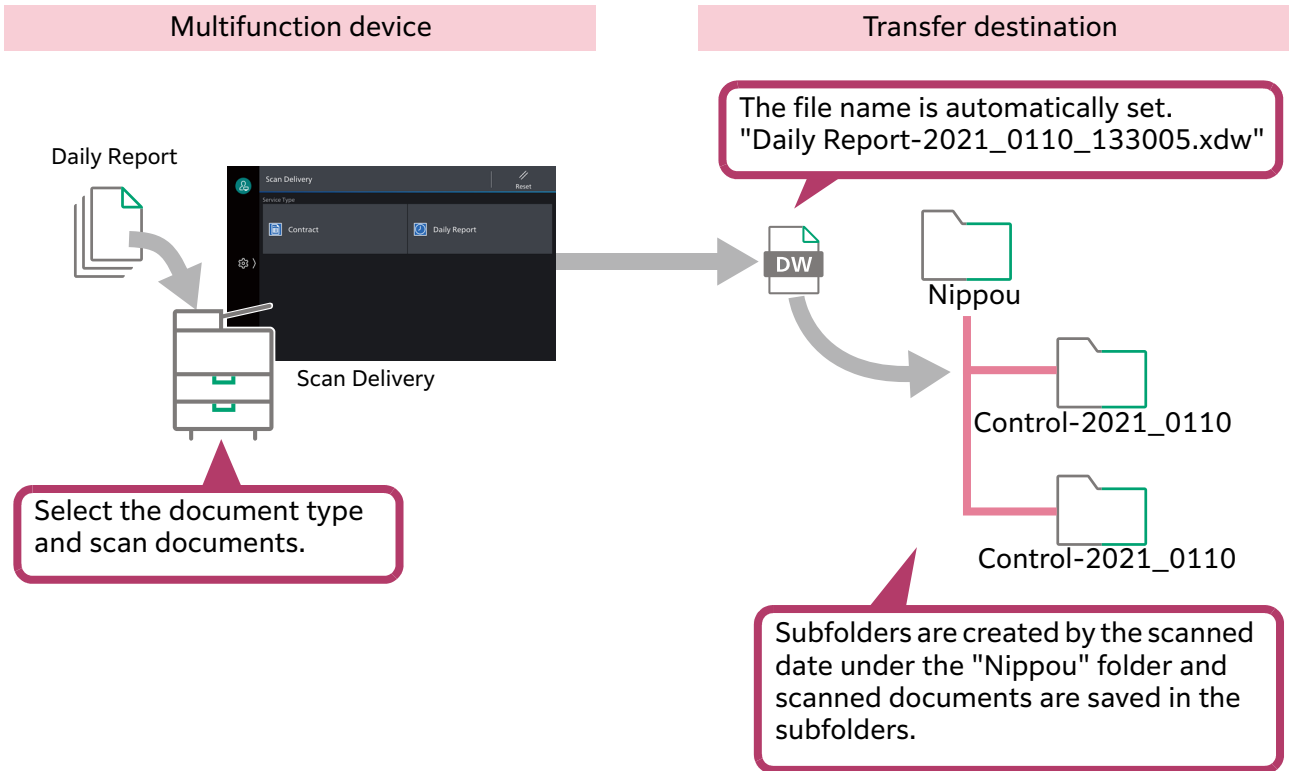 Multifunction device
Transfer destination
The file name is automatically set.
"Daily Report-2021_0110_133005.xdw"
Daily Report
Scan Delivery
Reset
Service Type
Contract
Daily Report
DW
Nippou
Scan Delivery
Control-2021_0110
Select the document type
and scan documents.
Control-2021_0110
Subfolders are created by the scanned
date under the "Nippou" folder and
scanned documents are saved in the
subfolders.